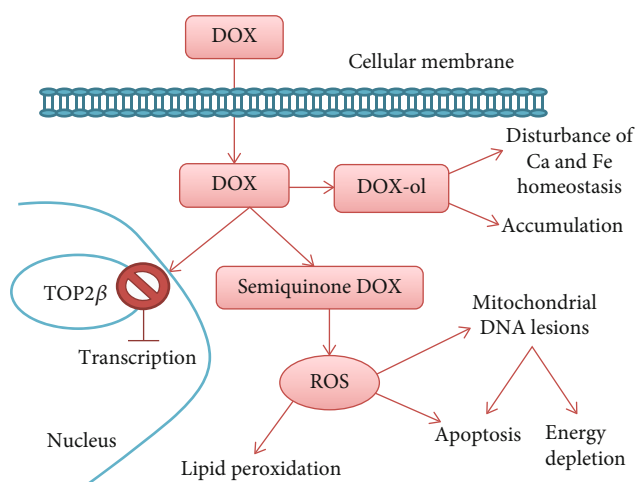 DOX
Cellular membrane
DOX
DOX-ol
Disturbance of
Ca and Fe
homeostasis
Accumulation
TOP2β
Transcription
Nucleus
Semiquinone DOX
ROS
Mitochondrial
DNA lesions
Apoptosis
Energy
depletion
Lipid peroxidation